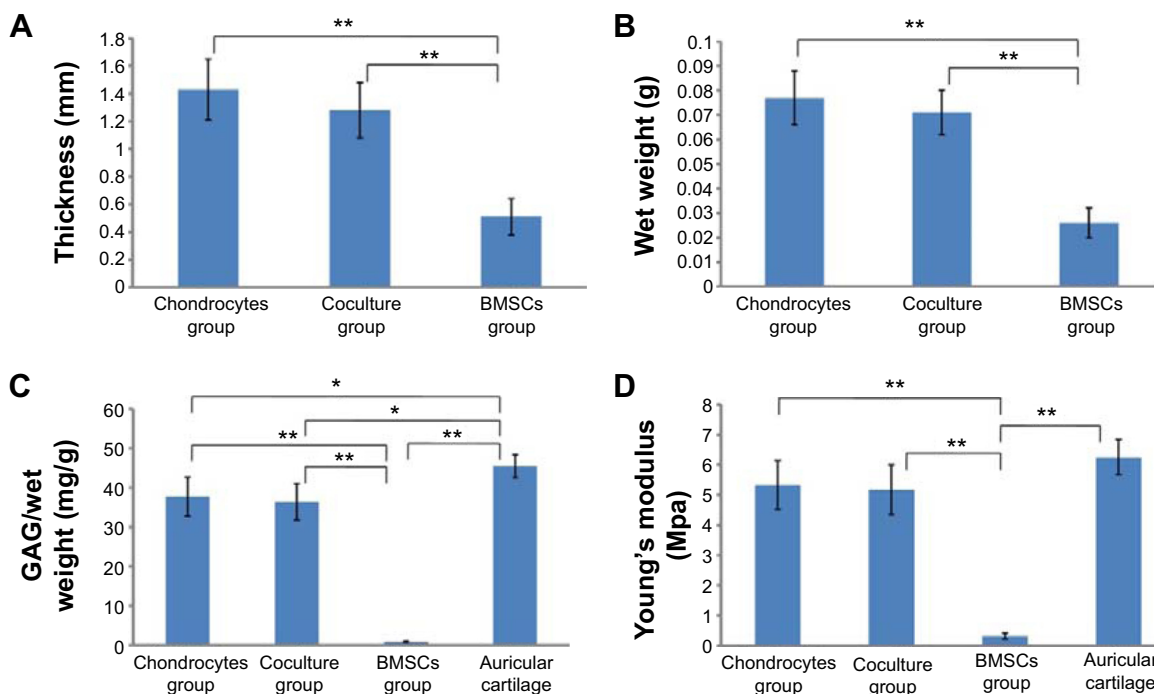 A
Thickness (mm)
1.8
1.6
1.4
1.2
1
0.8
0.6
0.4
0.2
0
**
**
Chondrocytes
group
Coculture
group
BMSCs
group
B
Wet weight (g)
0.1
0.09
0.08
0.07
0.06
0.05
0.04
0.03
0.02
0.01
0
**
**
Chondrocytes
group
Coculture
group
BMSCs
group
C
GAG/wet
weight (mg/g)
60
50
40
30
20
10
0
*
*
**
**
**
Chondrocytes
group
Coculture
group
BMSCs
group
Auricular
cartilage
D
Young's modulus
(Mpa)
8
7
6
5
4
3
2
1
0
**
**
**
Chondrocytes
group
Coculture
group
BMSCs
group
Auricular
cartilage